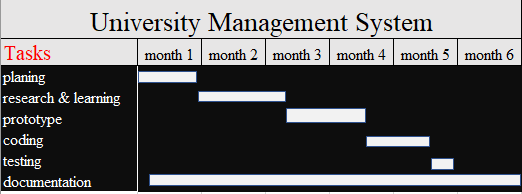 University Management System
Tasks month 1 month 2 month 3 month 4 month 5 month 6
planing
research & learning
prototype
coding
testing
documentation